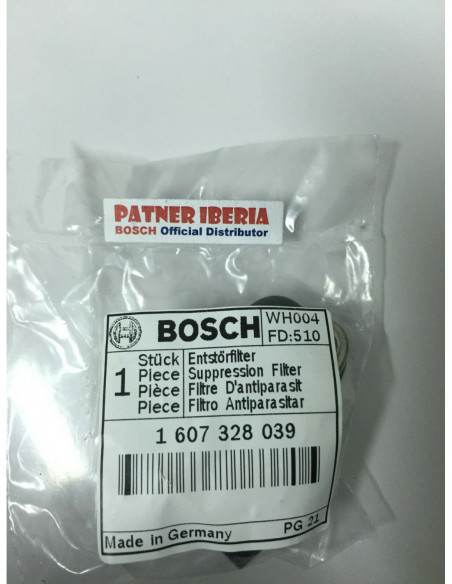 PATNER IBERIA
BOSCH Official Distributor
BOSCH
WH004
FD:510
1
Stück Entstörfilter
Piece Suppression Filter
Pièce Filtre D'antiparasit
Piece Filtro Antiparasitar
1 607 328 039
Made in Germany PG 21